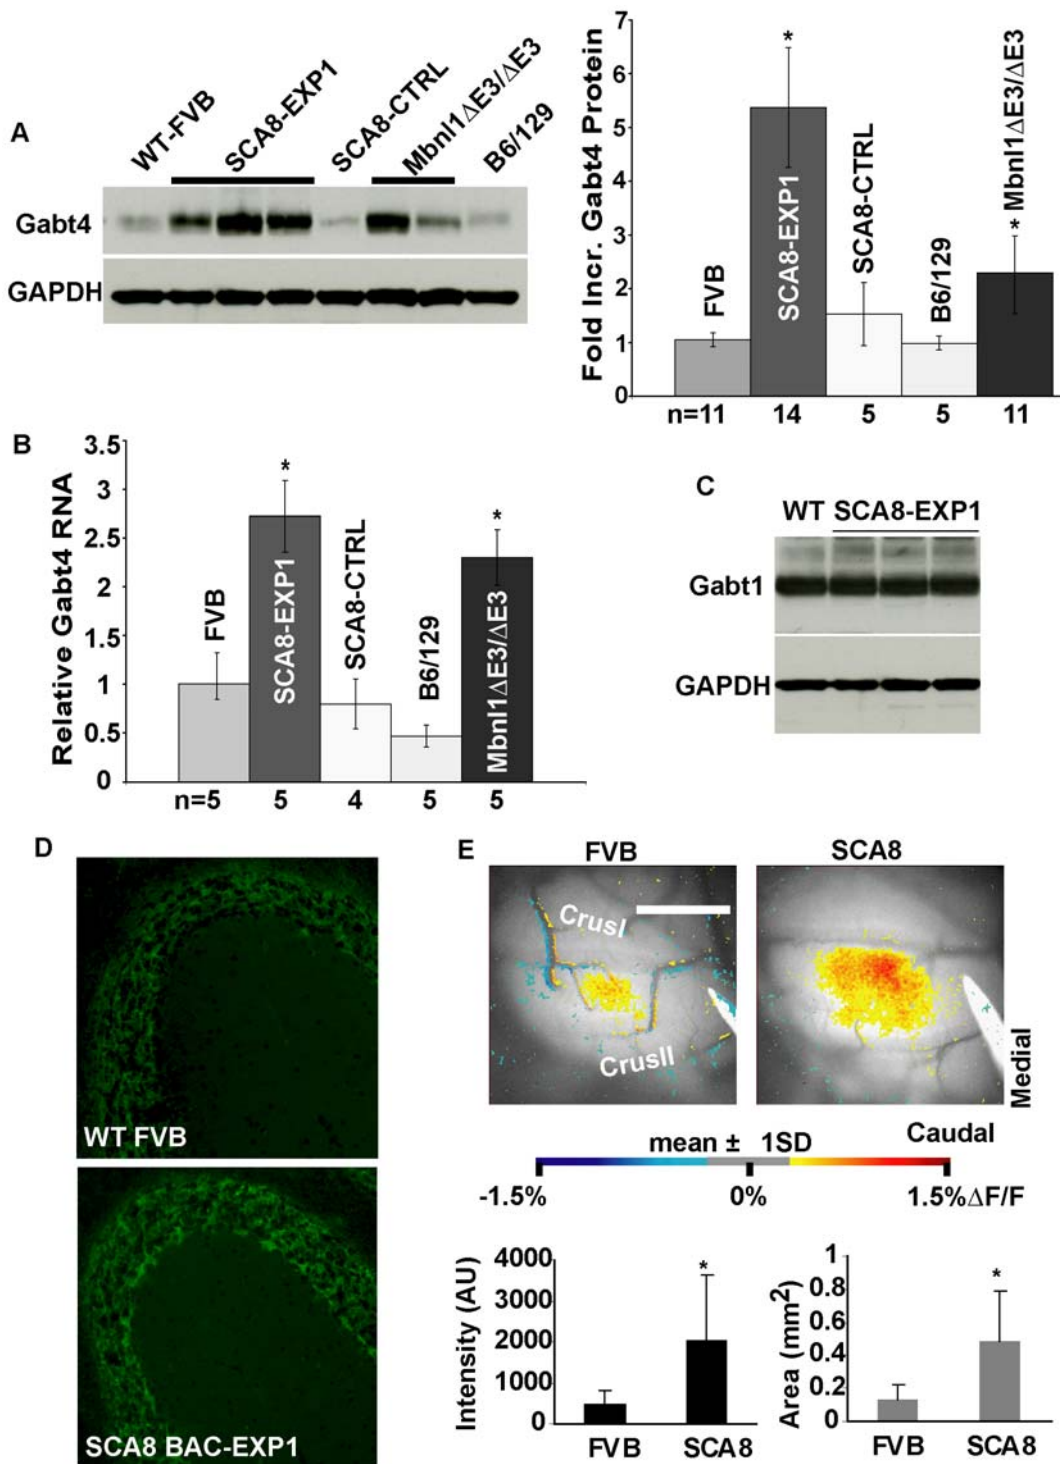 A
WT-FVB
SCA8-EXP1
SCA8-CTRL
Mbnl1ΔE3/ΔE3
B6/129
Gabt4
GAPDH
Fold Incr. Gabt4 Protein
7
6
5
4
3
2
1
0
FVB
*
SCA8-EXP1
SCA8-CTRL
B6/129
* Mbnl1ΔE3/ΔE3
n=11 14 5 5 11
B
Relative Gabt4 RNA
3.5
3
2.5
2
1.5
1
0.5
0
FVB
*
SCA8-EXP1
SCA8-CTRL
B6/129
*
Mbnl1ΔE3/ΔE3
n=5 5 4 5 5
C
WT SCA8-EXP1
Gabt1
GAPDH
D
WT FVB
SCA8 BAC-EXP1
E
FVB SCA8
CrusI
CrusII
Medial
Caudal
mean ± 1SD
-1.5% 0% 1.5%ΔF/F
Intensity (AU)
4000
3000
2000
1000
0
*
FVB SCA8
Area (mm²)
1
0.8
0.6
0.4
0.2
0
*
FVB SCA8